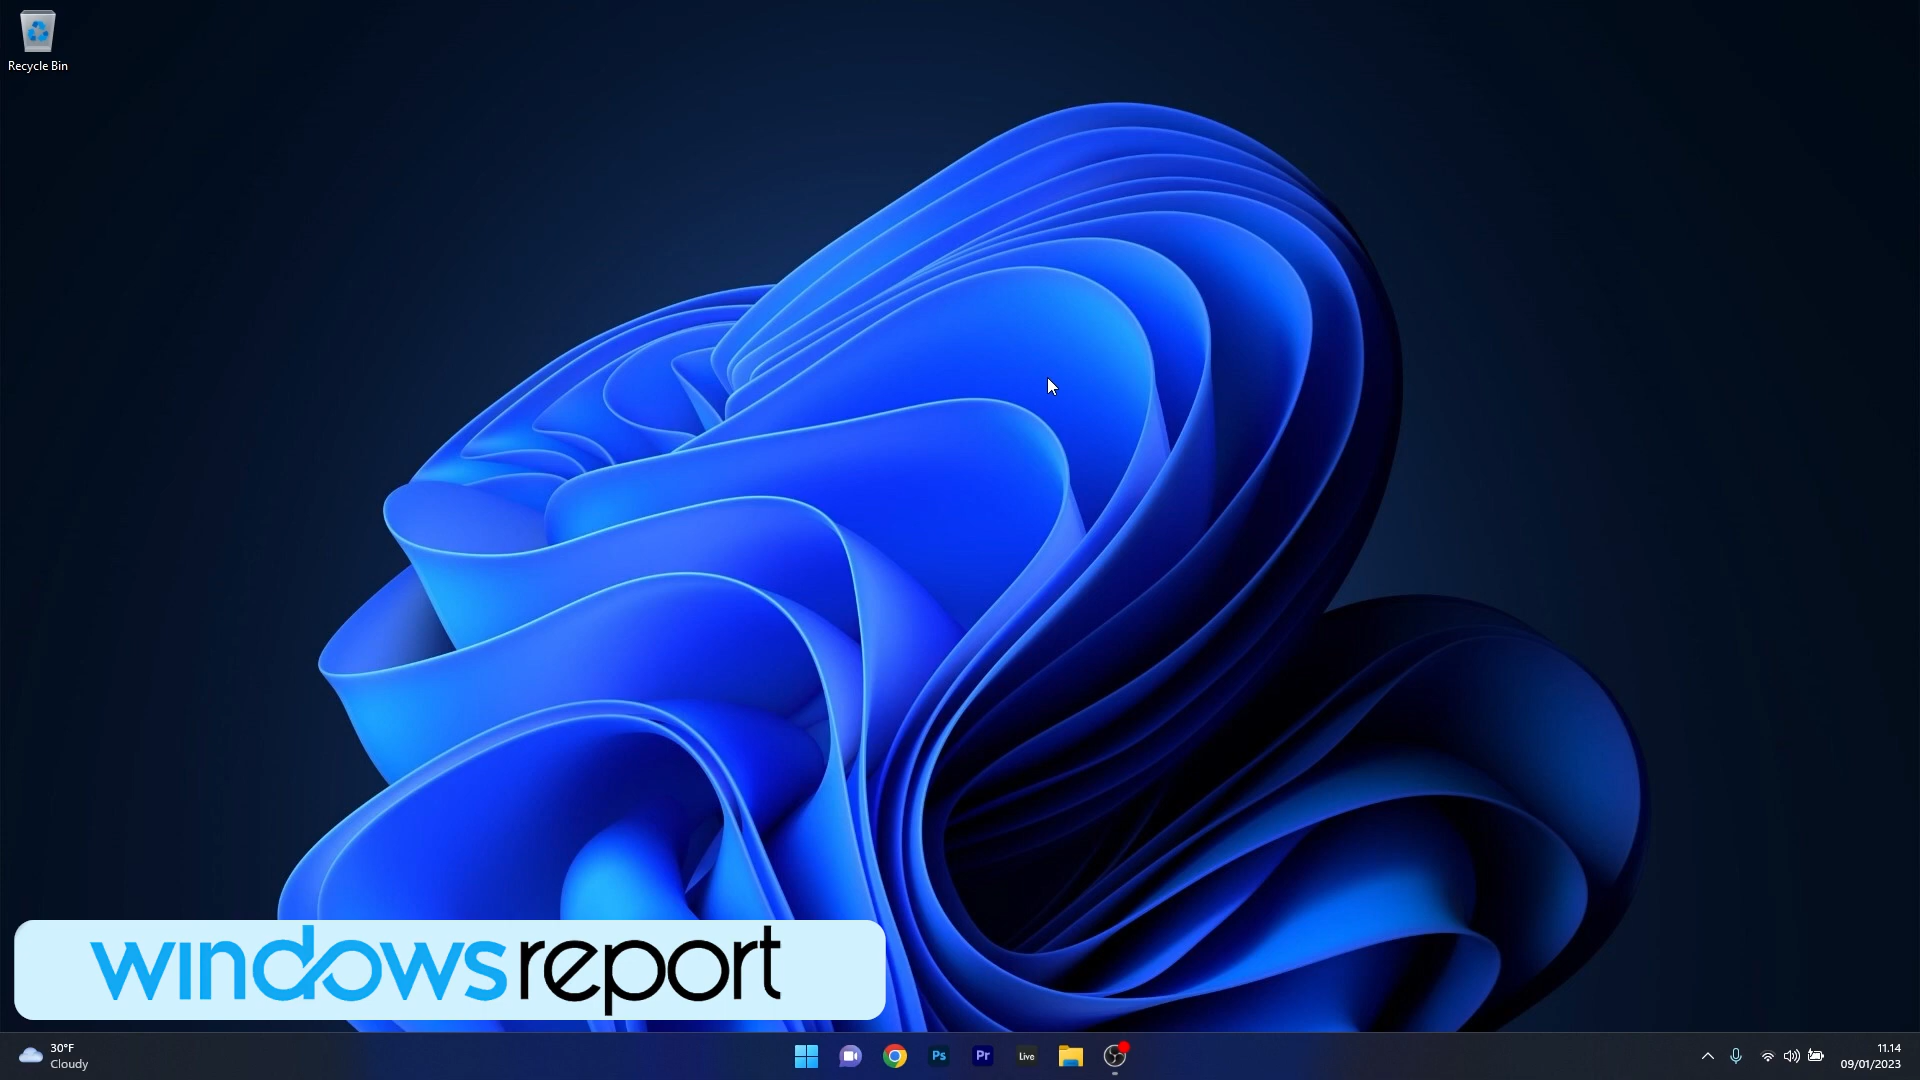 Recycle Bin
windowsreport
30°F
Cloudy
Ps
Pr
Live
11.14
09/01/2023